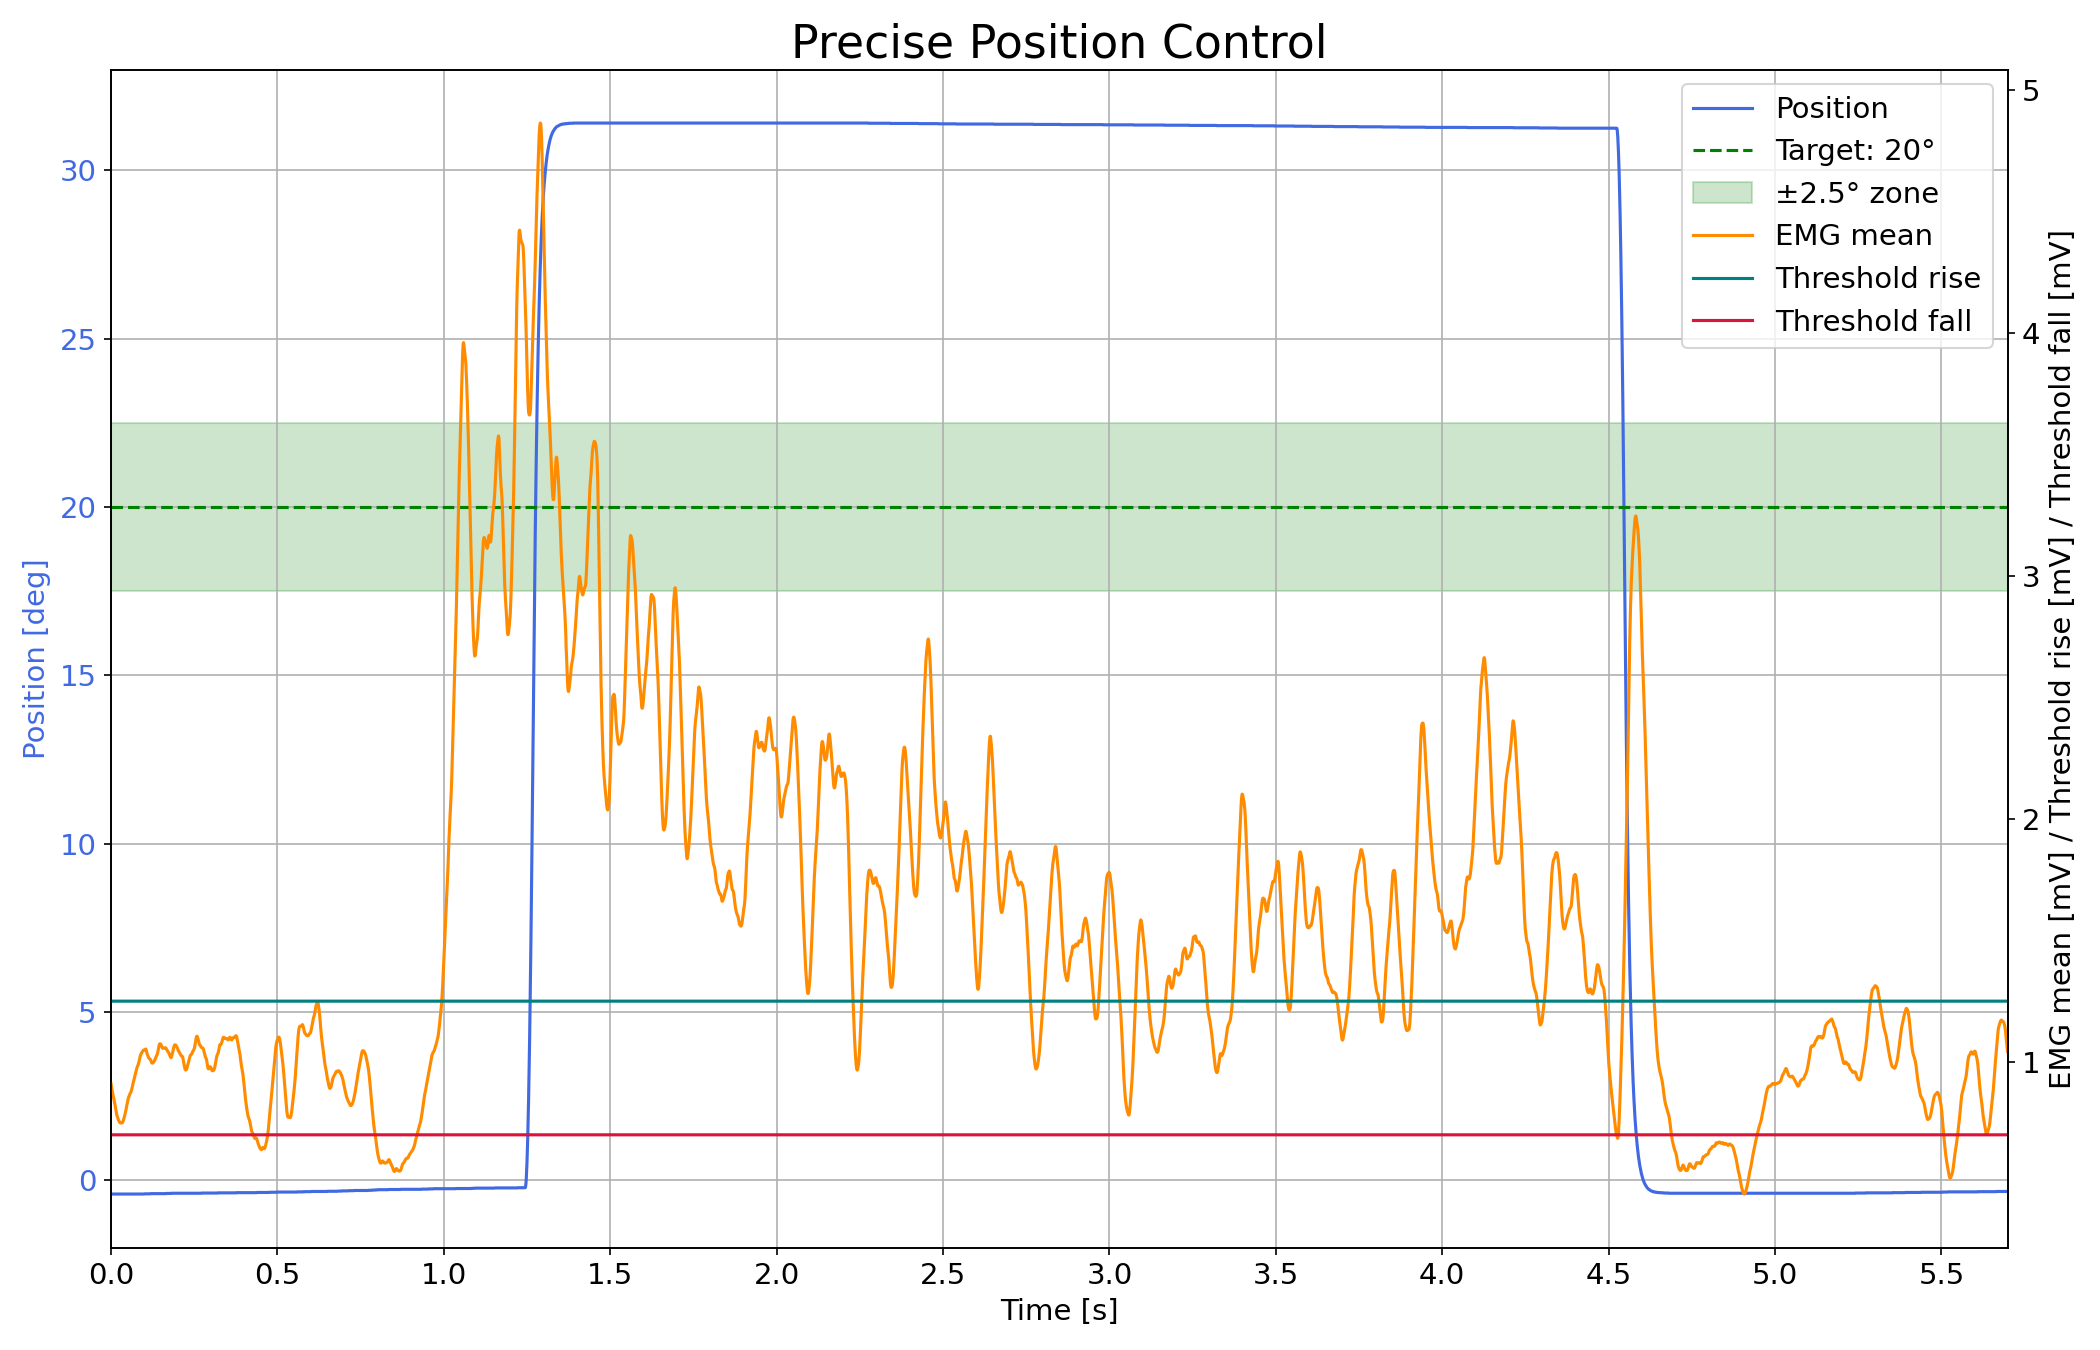 Precise Position Control
Position
Target: 20°
±2.5° zone
EMG mean
Threshold rise
Threshold fall
Position [deg]
30
25
20
15
10
5
0
EMG mean [mV] / Threshold rise [mV] / Threshold fall [mV]
5
4
3
2
1
0.0 0.5 1.0 1.5 2.0 2.5 3.0 3.5 4.0 4.5 5.0 5.5
Time [s]